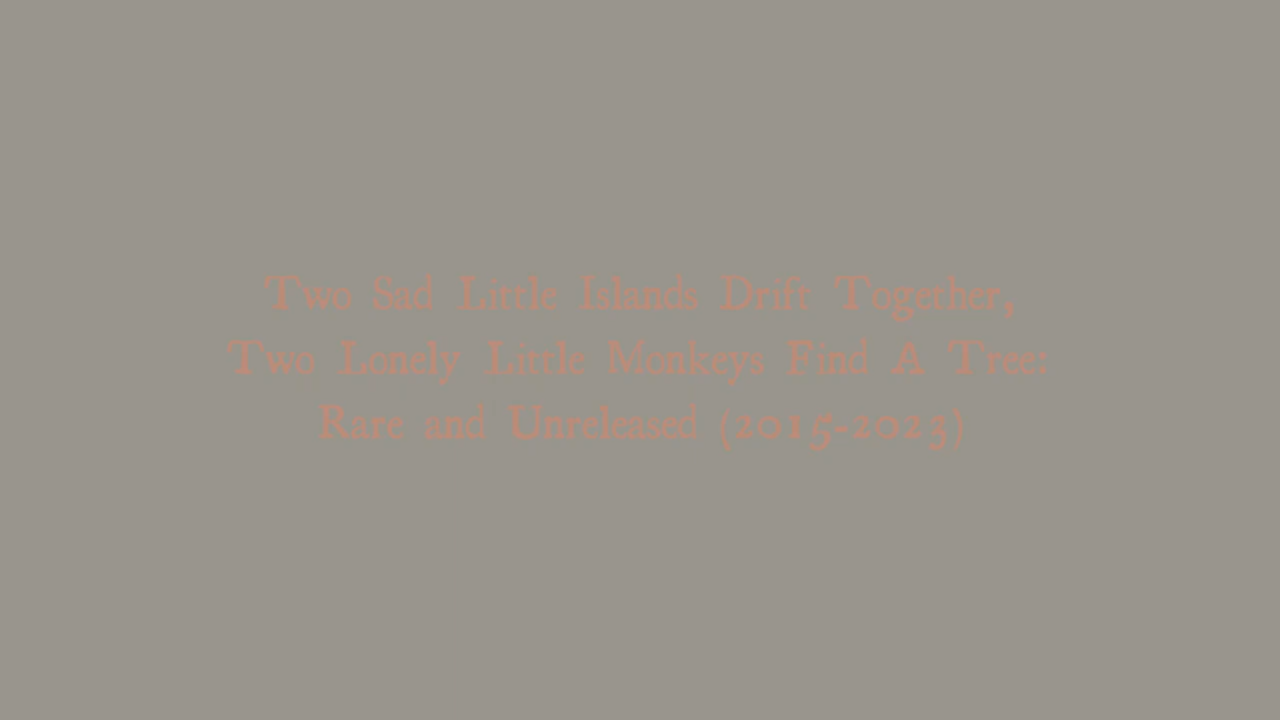 Two Sad Little Islands Drift Together,
Two Lonely Little Monkeys Find A Tree:
Rare and Unreleased (2015-2023)